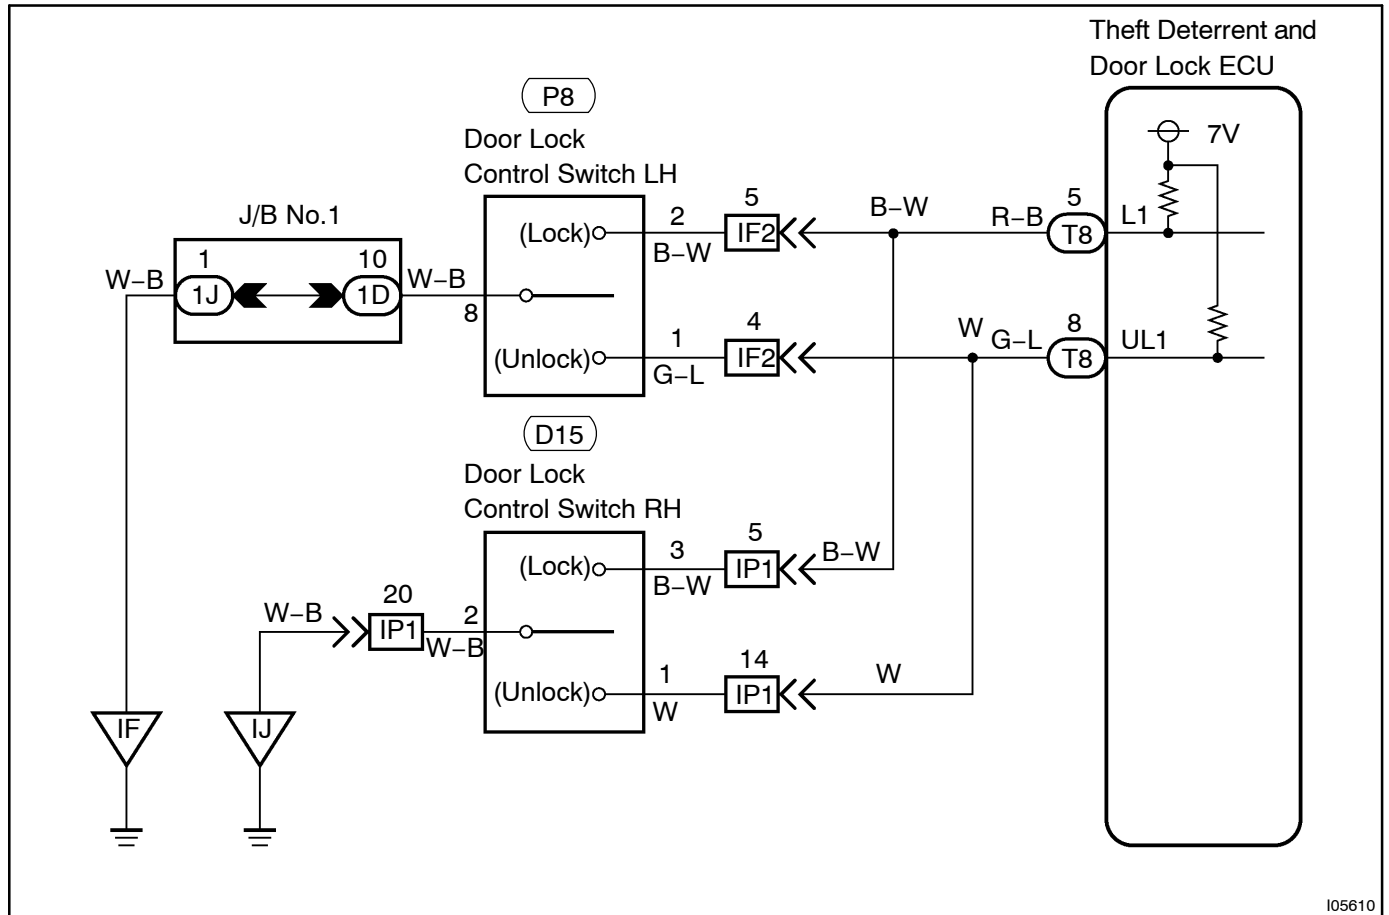 Theft Deterrent and
Door Lock ECU
P8
Door Lock
Control Switch LH
7V
J/B No.1
(Lock)
2
B–W
5
IF2
B–W
R–B
5
T8
L1
W–B
1
1J
10
1D
W–B
8
(Unlock)
1
G–L
4
IF2
W
G–L
8
T8
UL1
D15
Door Lock
Control Switch RH
(Lock)
3
B–W
5
IP1
B–W
W–B
20
IP1
2
W–B
(Unlock)
1
W
14
IP1
W
IF
IJ
I05610